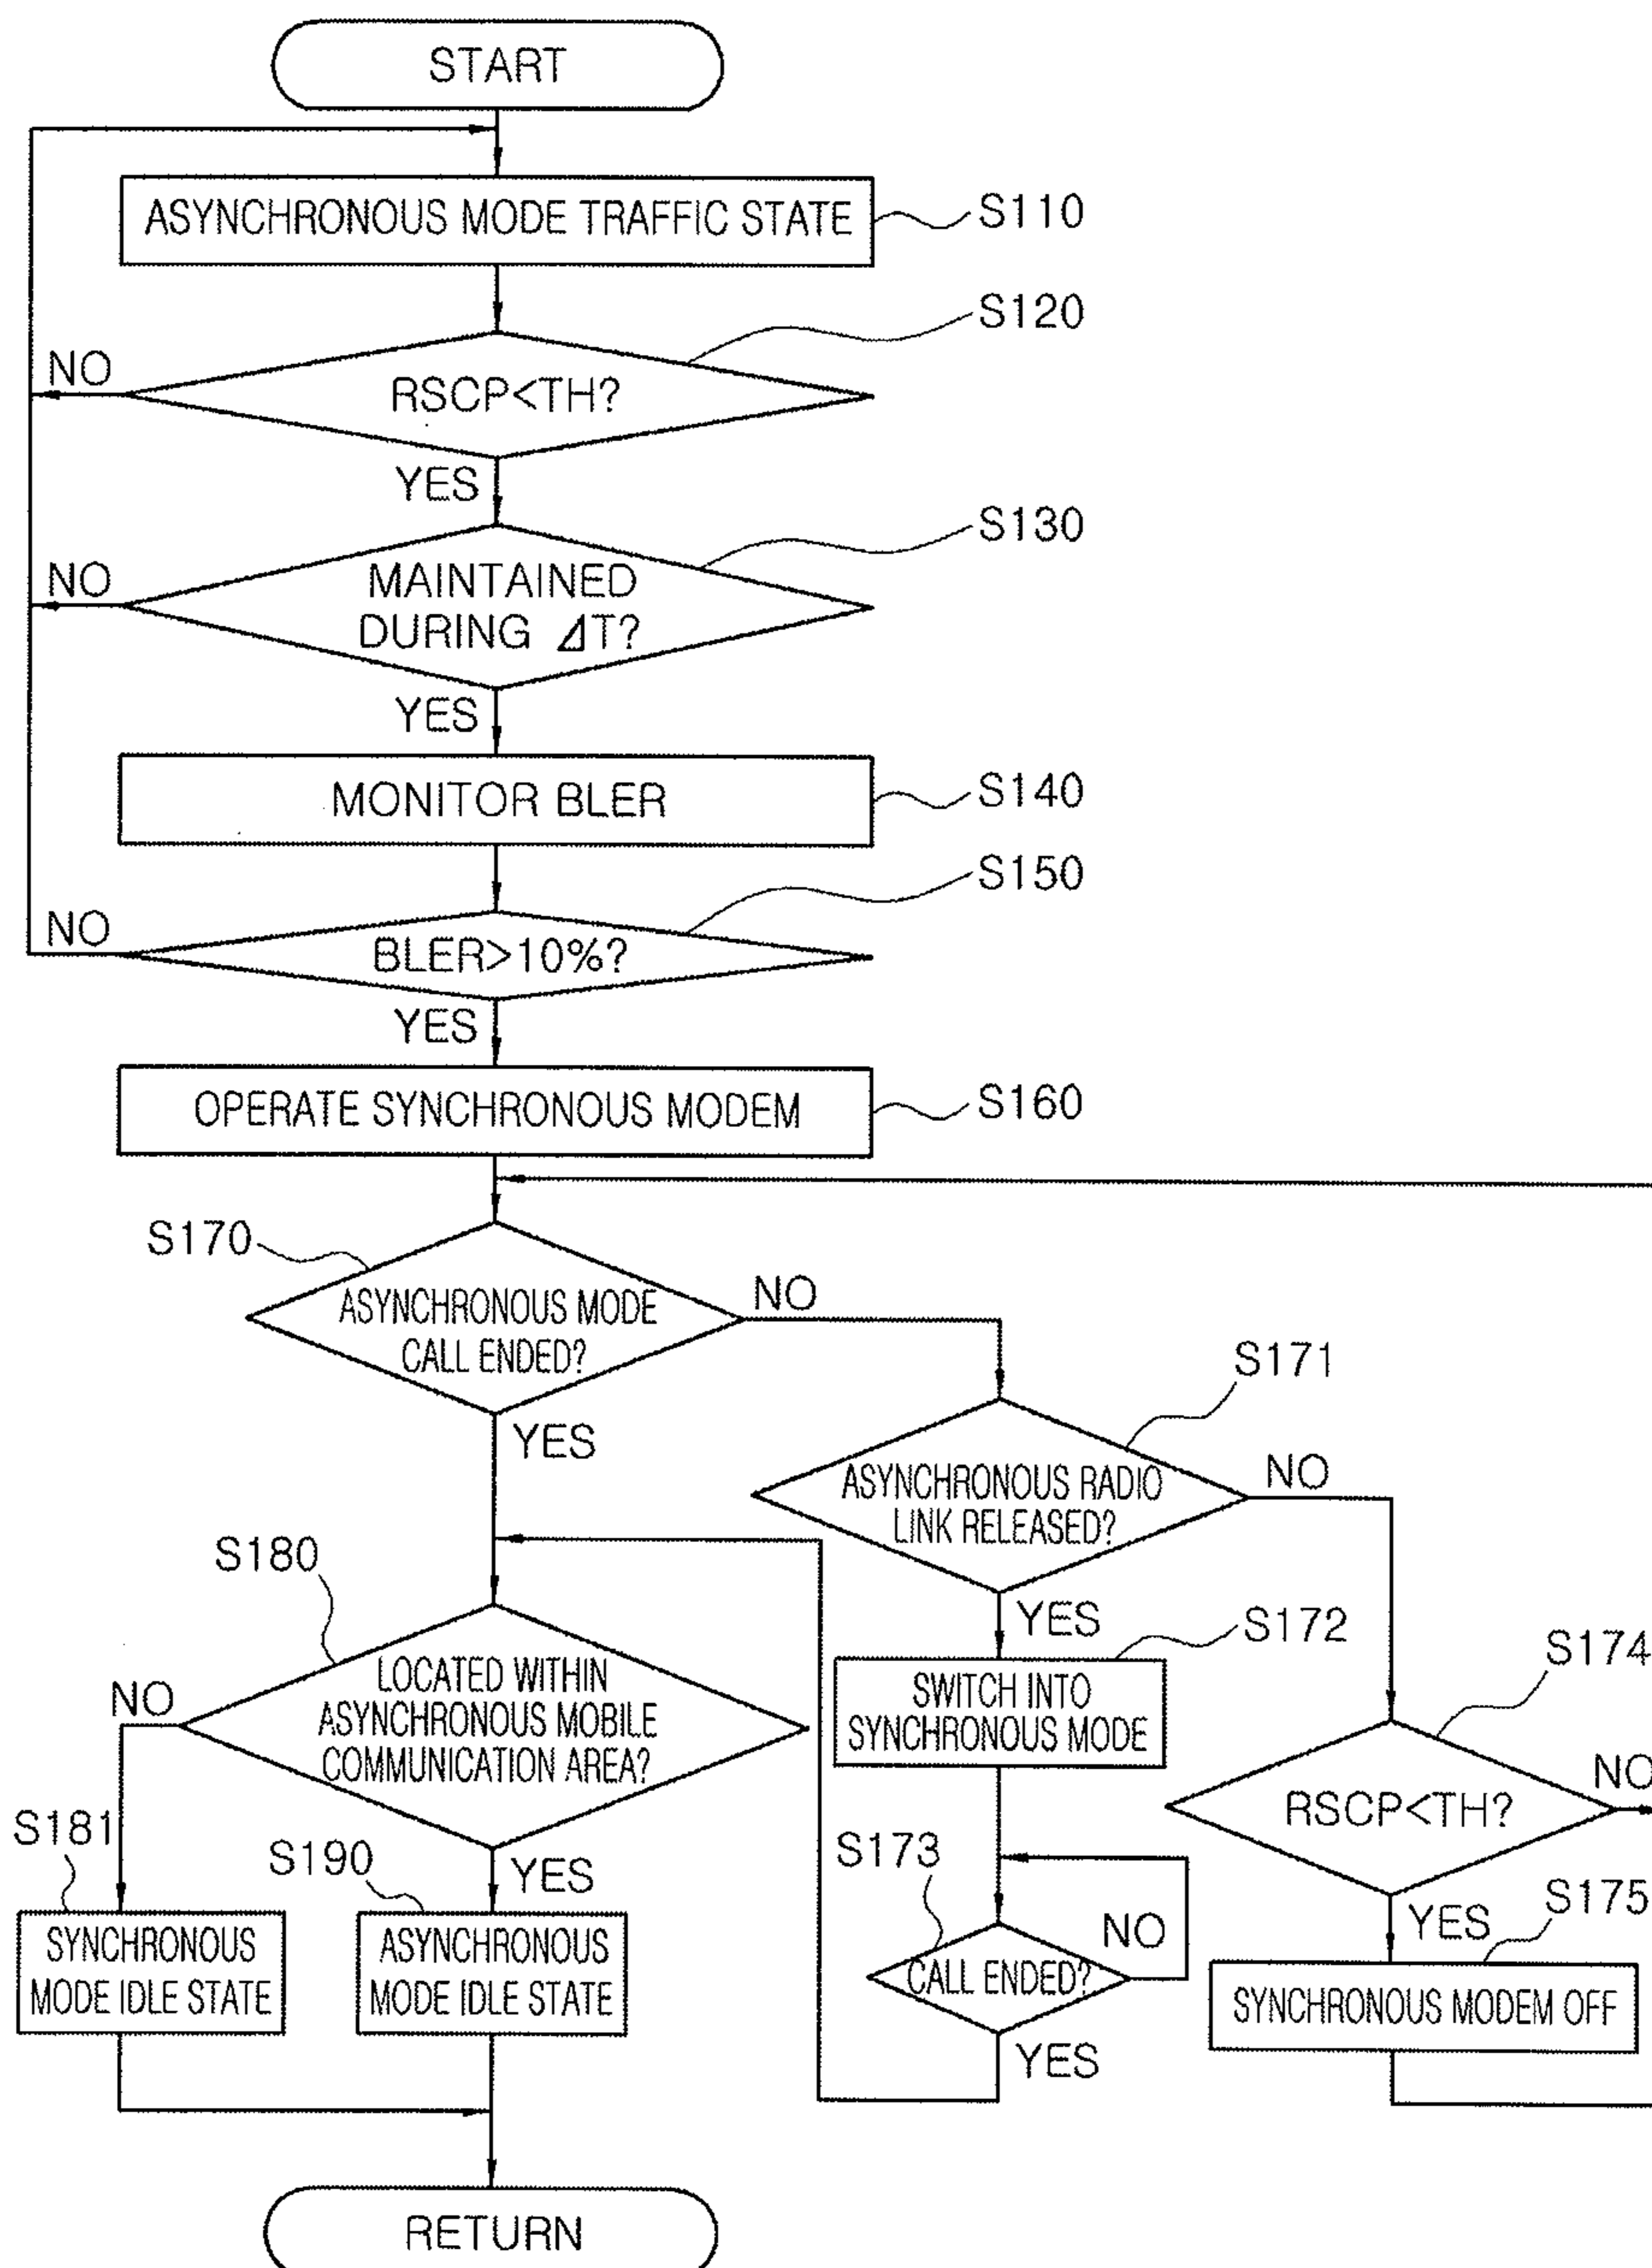 START
ASYNCHRONOUS MODE TRAFFIC STATE
S110
S120
NO
RSCP<TH?
YES
S130
NO
MAINTAINED
DURING ⊿T?
YES
MONITOR BLER
S140
S150
NO
BLER>10%?
YES
OPERATE SYNCHRONOUS MODEM
S160
S170
ASYNCHRONOUS MODE
CALL ENDED?
NO
YES
S171
ASYNCHRONOUS RADIO
LINK RELEASED?
NO
YES
S172
SWITCH INTO
SYNCHRONOUS MODE
S173
CALL ENDED?
NO
YES
S174
RSCP<TH?
NO
YES
S175
SYNCHRONOUS MODEM OFF
S180
LOCATED WITHIN
ASYNCHRONOUS MOBILE
COMMUNICATION AREA?
NO
YES
S181
SYNCHRONOUS
MODE IDLE STATE
S190
ASYNCHRONOUS
MODE IDLE STATE
RETURN